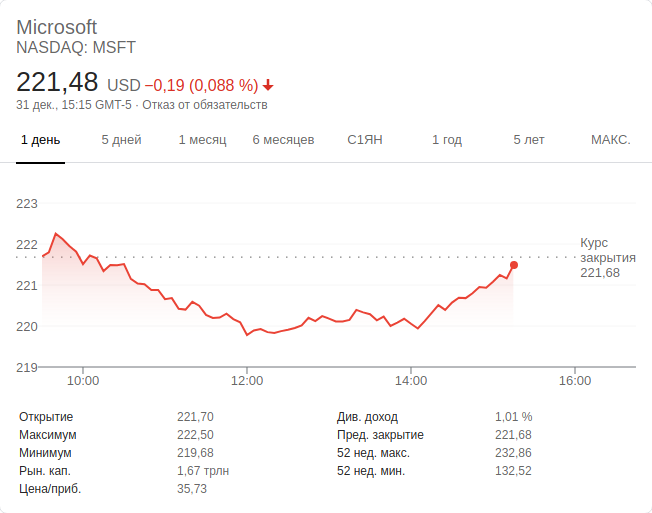 Microsoft
NASDAQ: MSFT
221,48 USD −0,19 (0,088 %)
31 дек., 15:15 GMT-5 · Отказ от обязательств
1 день 5 дней 1 месяц 6 месяцев С1ЯН 1 год 5 лет МАКС.
223
222
221
220
219
Курс
закрытия
221,68
10:00 12:00 14:00 16:00
Открытие 221,70 Див. доход 1,01 %
Максимум 222,50 Пред. закрытие 221,68
Минимум 219,68 52 нед. макс. 232,86
Рын. кап. 1,67 трлн 52 нед. мин. 132,52
Цена/приб. 35,73